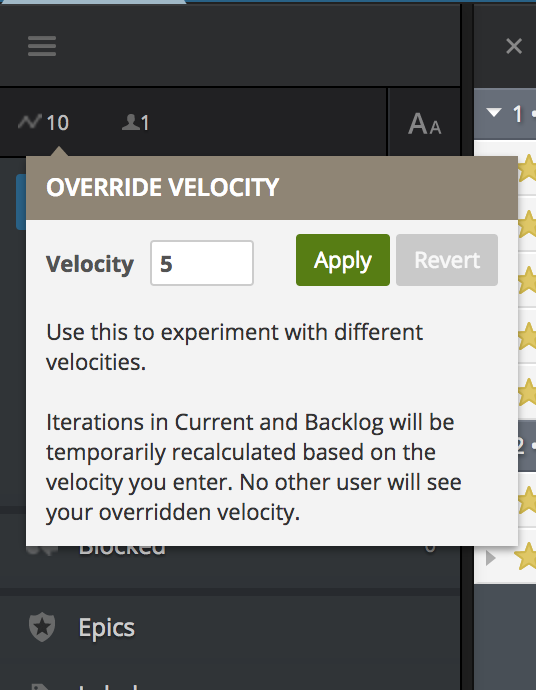 10
1
AA
1 •
OVERRIDE VELOCITY
Velocity
5
Apply
Revert
Use this to experiment with different
velocities.
Iterations in Current and Backlog will be
temporarily recalculated based on the
velocity you enter. No other user will see
your overridden velocity.
2 •
Blocked
0
Epics